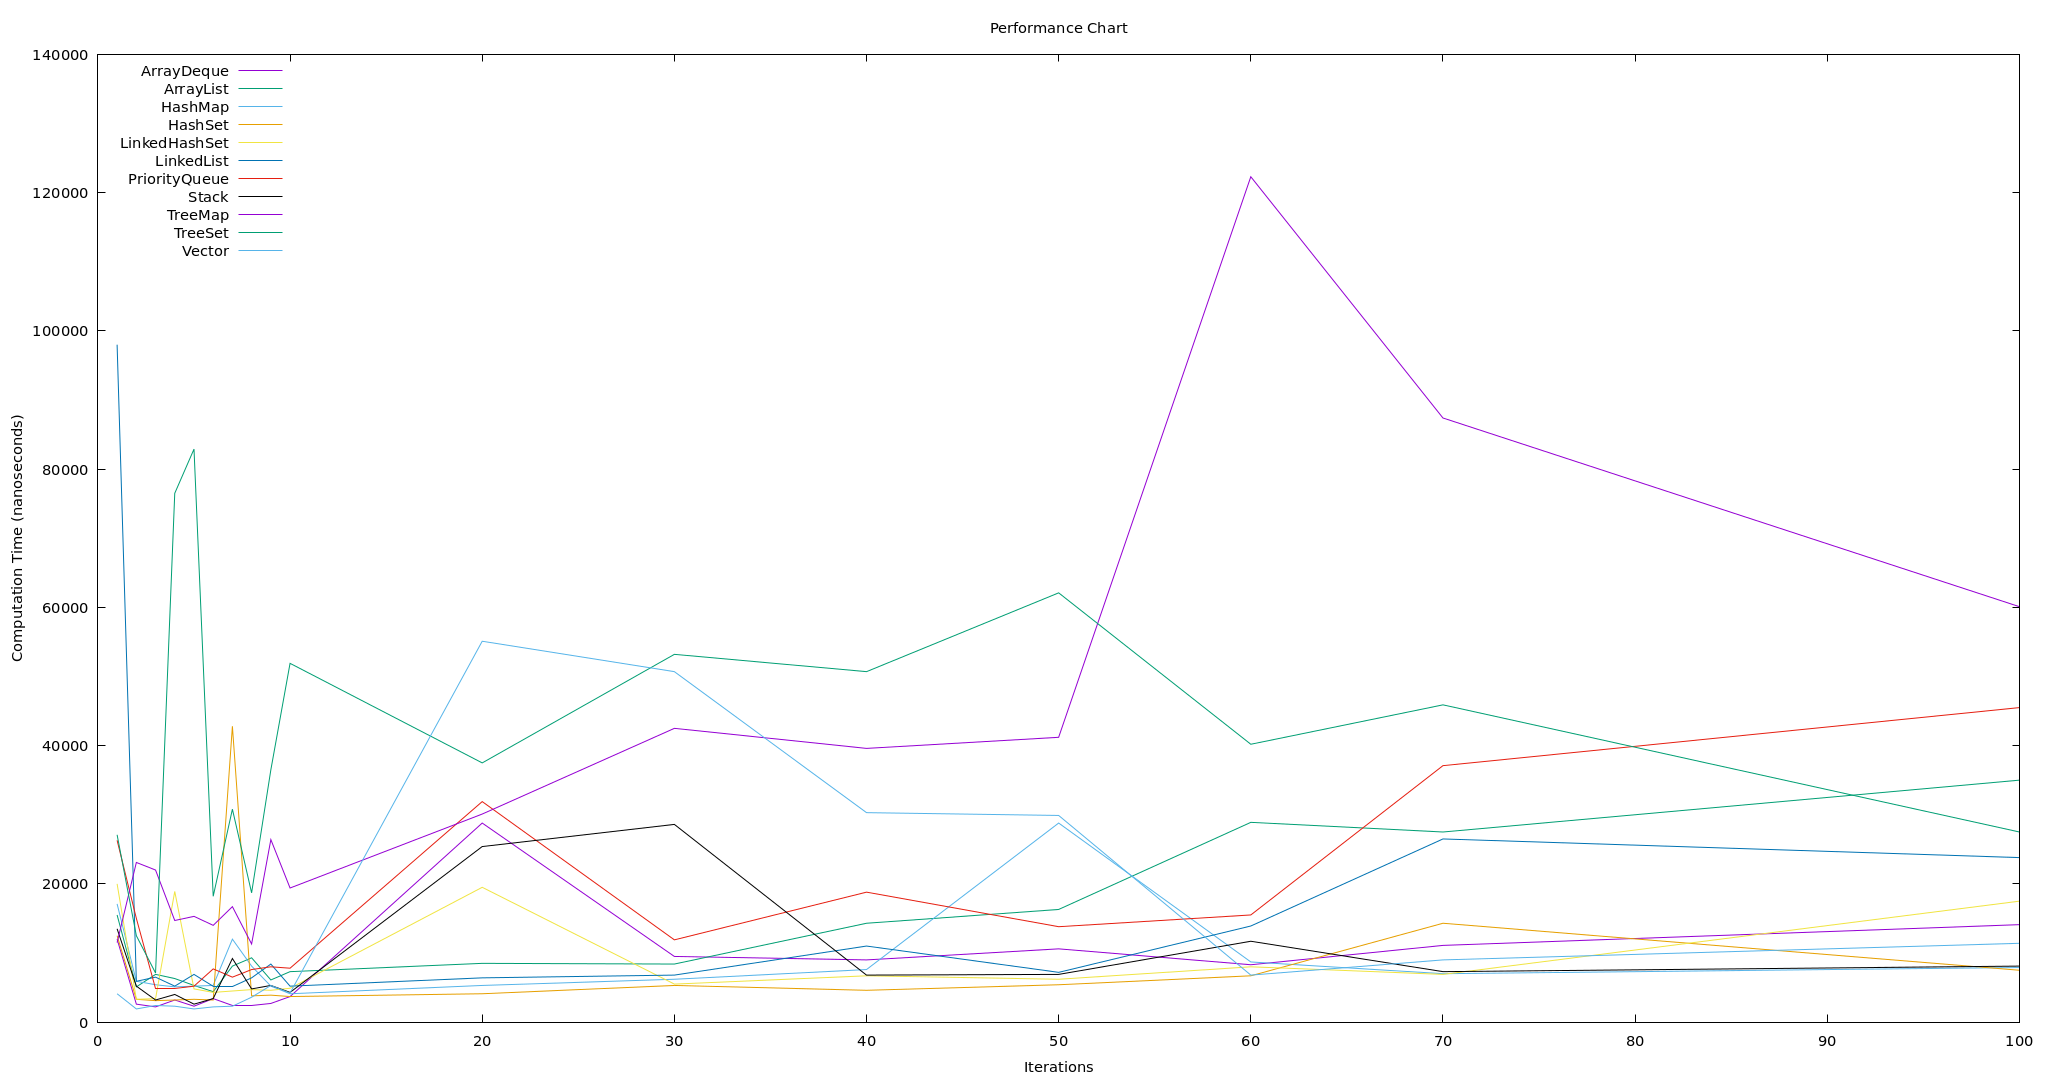 Performance Chart
140000
120000
100000
80000
60000
40000
20000
0
Computation Time (nanoseconds)
ArrayDeque
ArrayList
HashMap
HashSet
LinkedHashSet
LinkedList
PriorityQueue
Stack
TreeMap
TreeSet
Vector
0 10 20 30 40 50 60 70 80 90 100
Iterations